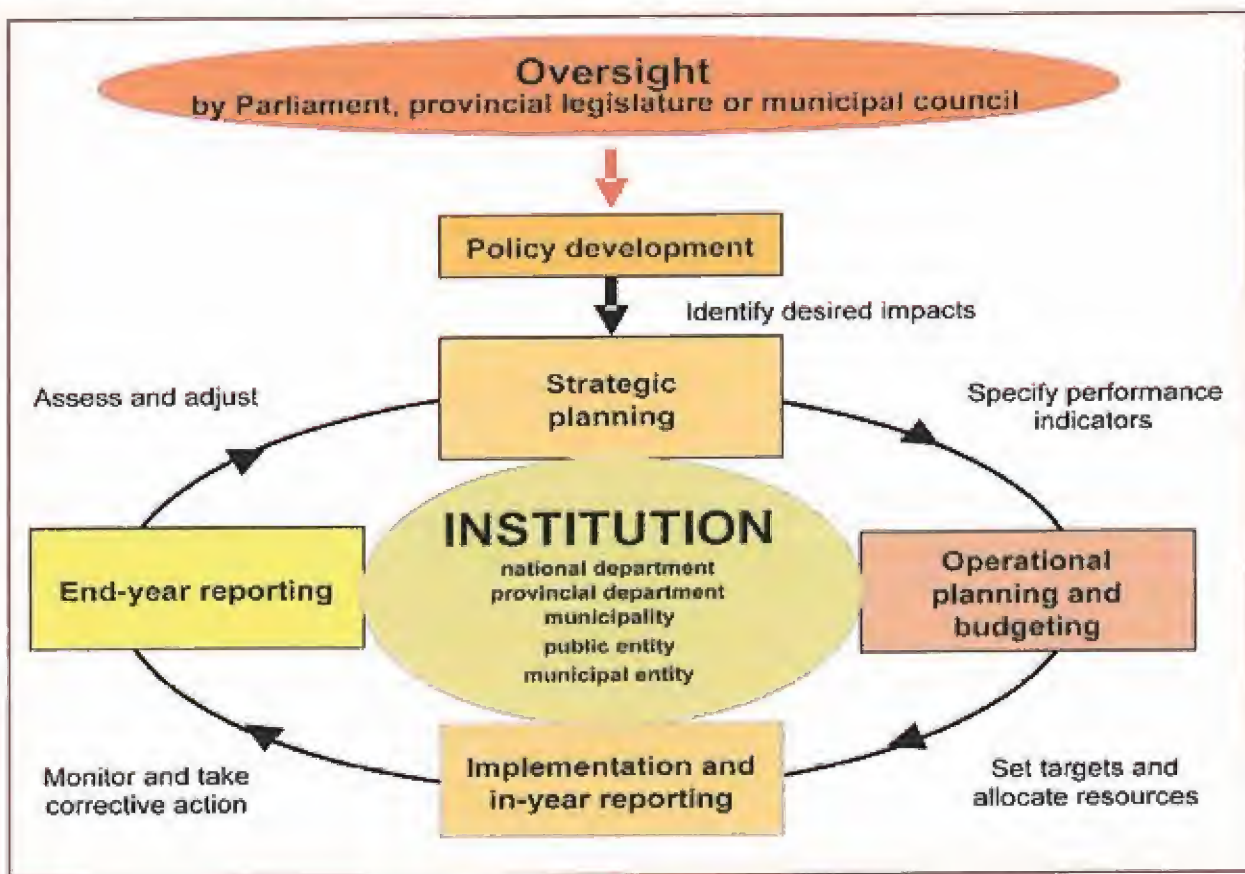 Oversight
by Parliament, provincial legislature or municipal council
Policy development
Identify desired impacts
Strategic
planning
Assess and adjust
Specify performance
indicators
INSTITUTION
national department
provincial department
municipality
public entity
municipal entity
End-year reporting
Operational
planning and
budgeting
Implementation and
in-year reporting
Monitor and take
corrective action
Set targets and
allocate resources